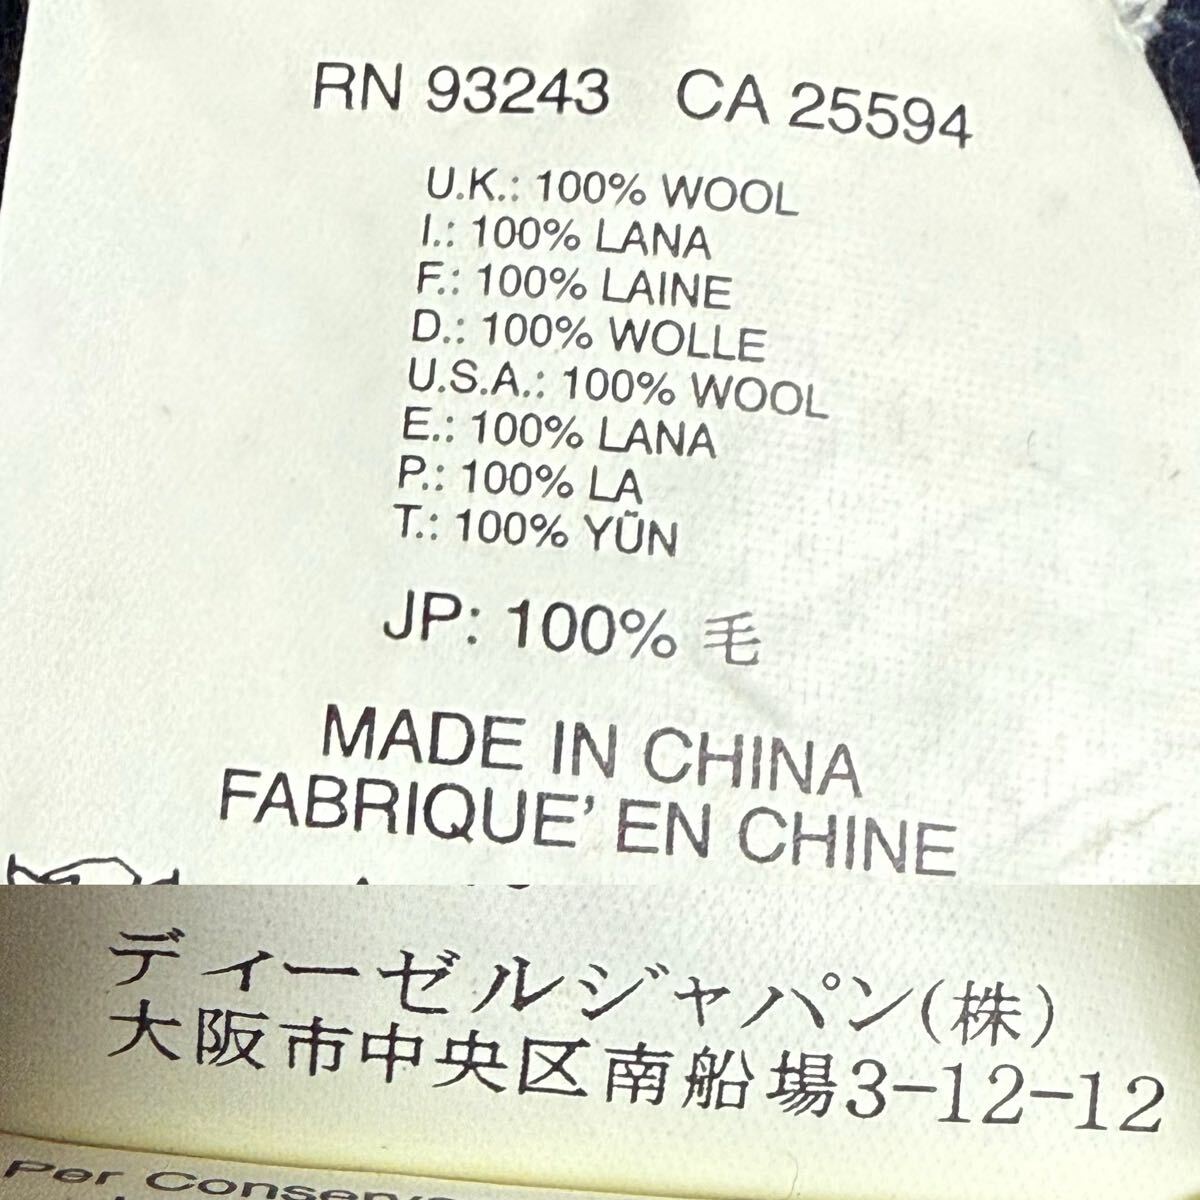 RN 93243 CA 25594
U.K.: 100% WOOL
I.: 100% LANA
F.: 100% LAINE
D.: 100% WOLLE
U.S.A.: 100% WOOL
E.: 100% LANA
P.: 100% LA
T.: 100% YŨN
JP: 100% 毛
MADE IN CHINA
FABRIQUE' EN CHINE
ディーゼルジャパン(株)
大阪市中央区南船場3-12-12
Per